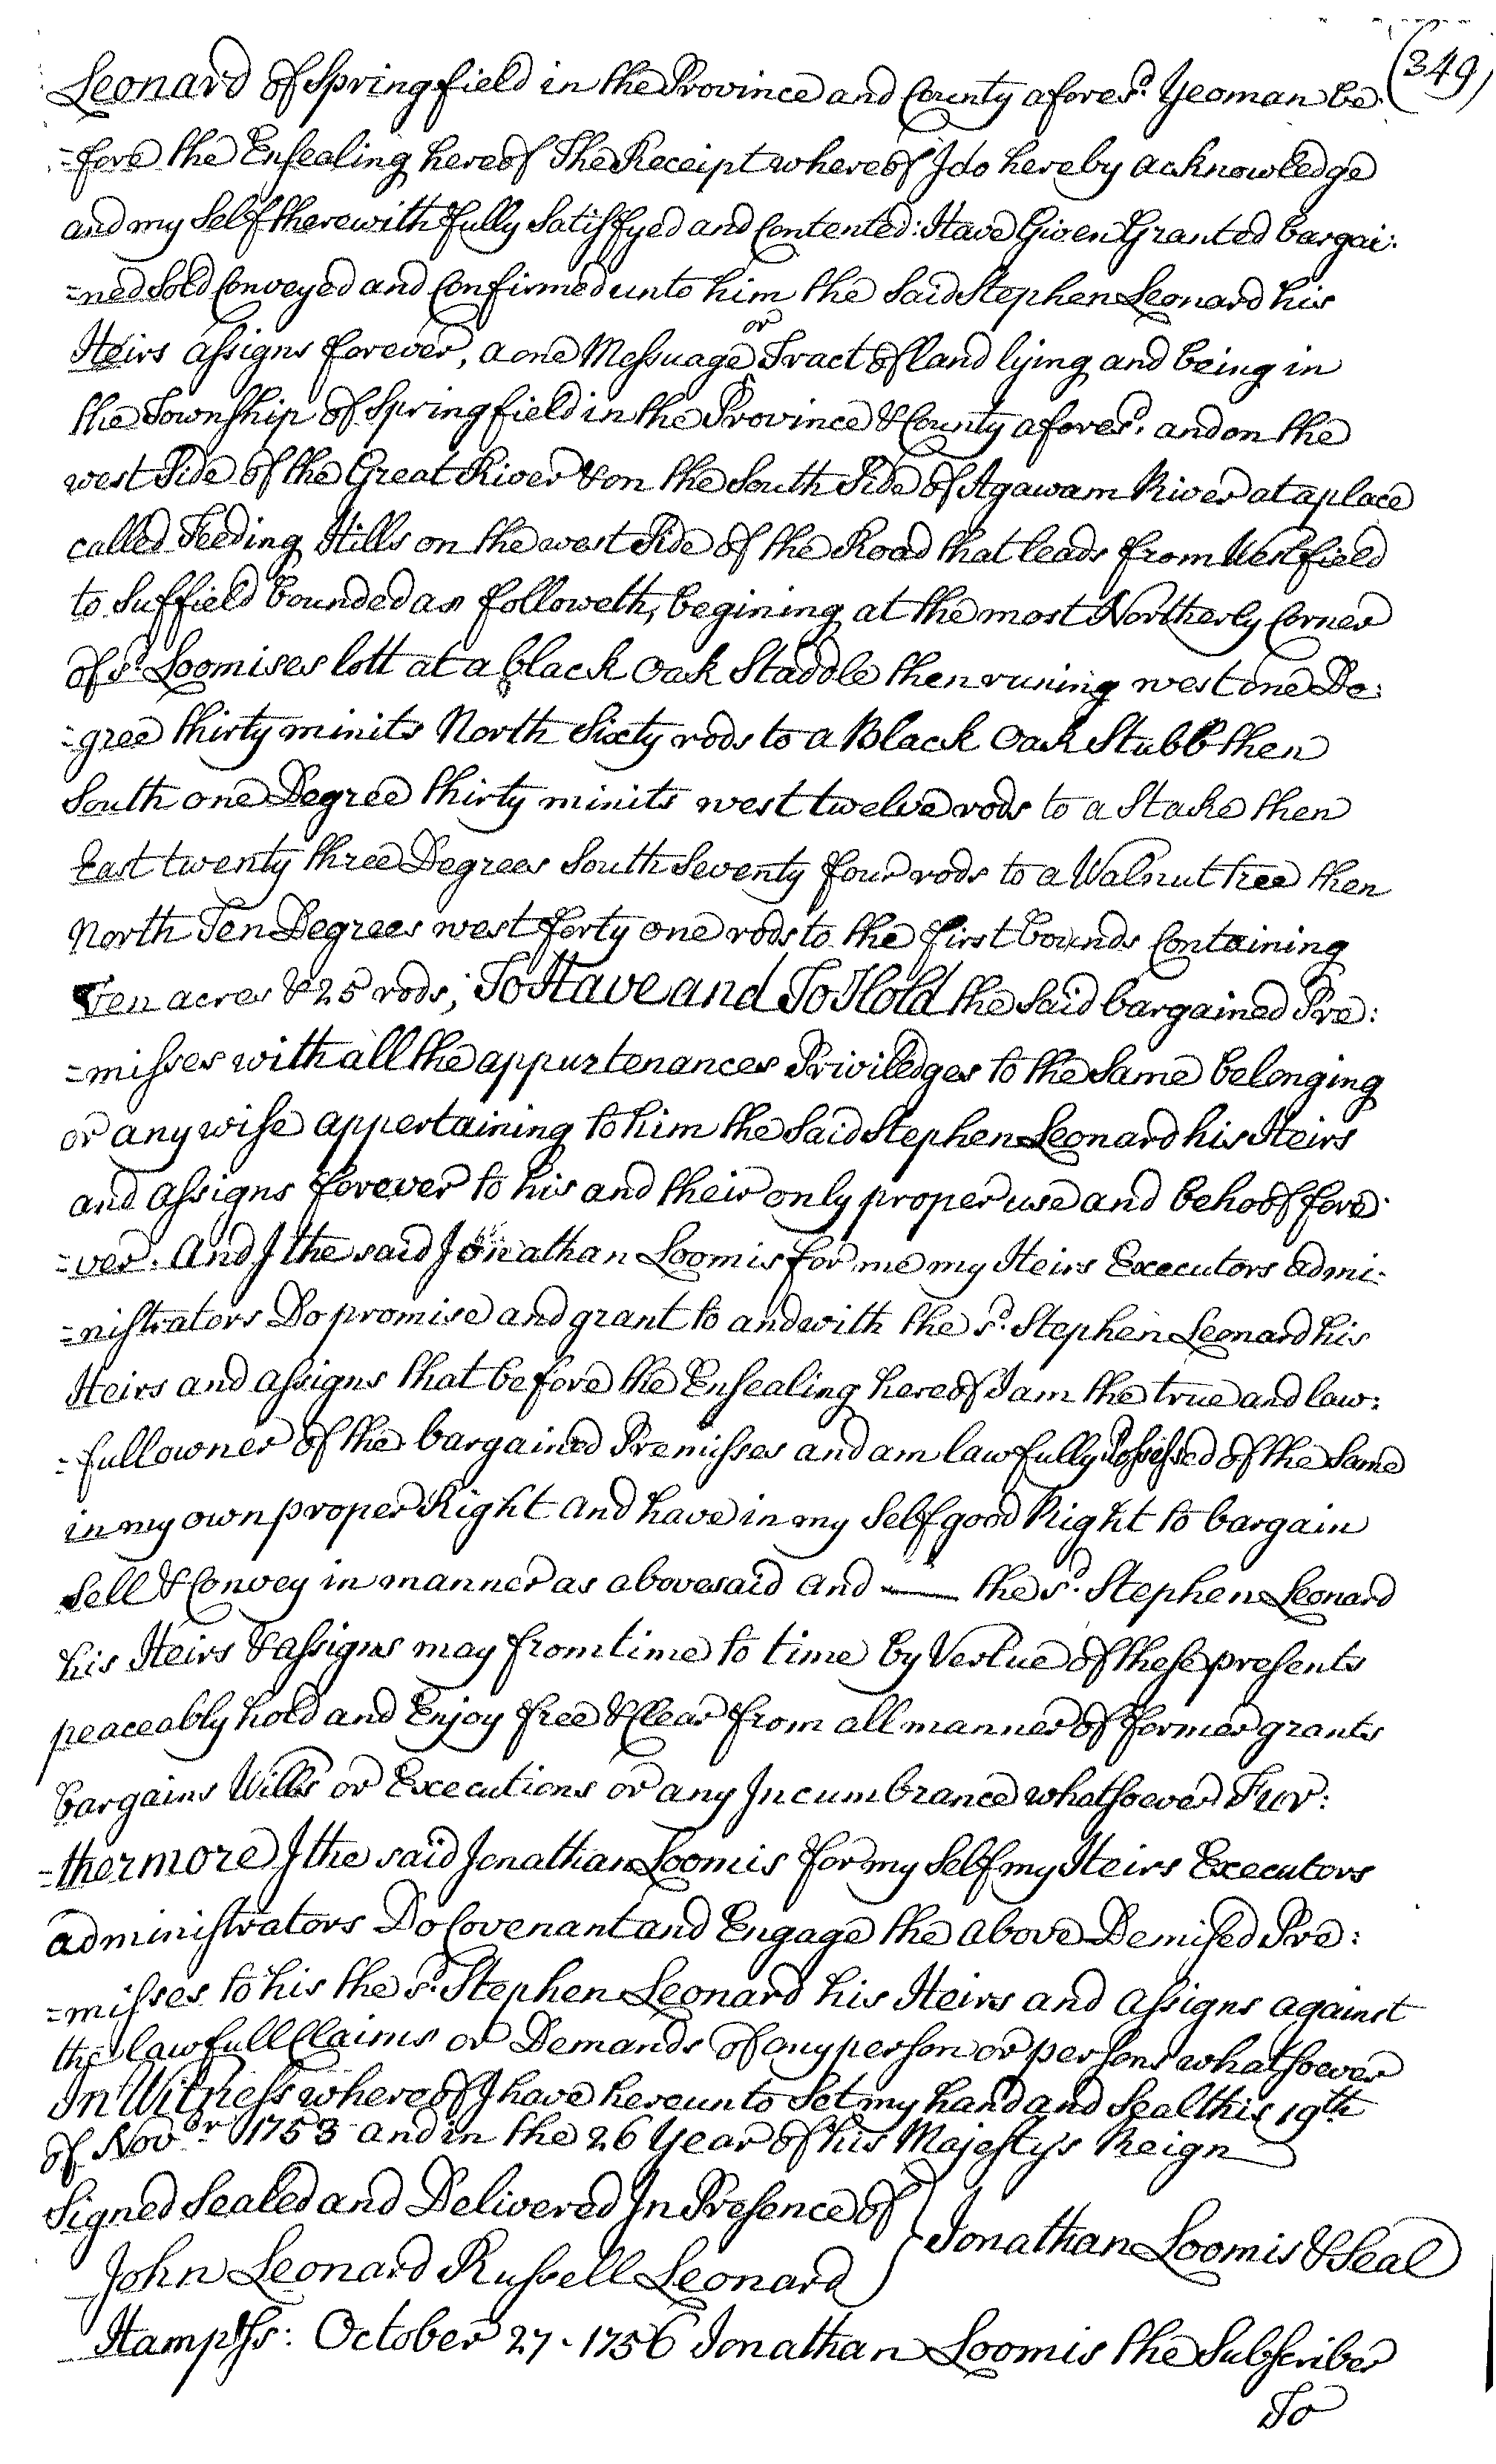 (349)
Leonard of Springfield in the Province and County afores.d Yeoman be:
=fore the Ensealing hereof The Receipt whereof I do hereby acknowledge
and my Self therewith fully Satisfyed and Contented: Have Given Granted bargai:
=ned Sold Conveyed and Confirmed unto him the Said Stephen Leonard his
Heirs assigns forever, a one Messuage or Tract of land lying and being in
the Township of Springfield in the Province & County afores.d and on the
west Side of the Great River & on the South Side of Agawam River at a place
called Feeding Hills on the west Side of the Road that leads from Westfield
to Suffield bounded as followeth, begining at the most Northerly Corner
of s.d Loomises lott at a black Oak Staddle then runing west one De:
=gree thirty minits North Sixty rods to a Black Oak Stubb then
South one Degree thirty minits west twelve rods to a Stake then
East twenty three Degrees South Seventy four rods to a Walnut tree then
North Ten Degrees west forty one rods to the first bounds Containing
Ten acres & 25 rods; To Have and To Hold the Said bargained Pre:
=misses with all the appurtenances Priviledges to the Same belonging
or any wise appertaining to him the Said Stephen Leonard his Heirs
and assigns forever to his and their only proper use and behoof fore:
=ver. And I the said Jonathan Loomis for me my Heirs Executors admi:
=nistrators Do promise and grant to and with the s.d Stephen Leonard his
Heirs and assigns that before the Ensealing hereof I am the true and law:
=full owner of the bargained Premisses and am lawfully Possessed of the Same
in my own proper Right and have in my Self good Right to bargain
Sell & Convey in manner as abovesaid and —— the s.d Stephen Leonard
his Heirs & assigns may from time to time by Vertue of these presents
peaceably hold and Enjoy free & Clear from all manner of former grants
bargains Wills or Executions or any Incumbrance whatsoever Fur:
=thermore I the said Jonathan Loomis for my Self my Heirs Executors
administrators Do Covenant and Engage the above Demised Pre:
=misses to his the s.d Stephen Leonard his Heirs and assigns against
the lawfull Claims or Demands of any person or persons whatsoever
In Witness whereof I have hereunto Set my hand and Seal this 19th
of Nov.br 1753 and in the 26 Year of his Majesty's Reign
Signed Sealed and Delivered In Presence of } Jonathan Loomis & Seal
John Leonard Russell Leonard
Hamp.ss: October 27. 1756 Jonathan Loomis the Subscriber
To